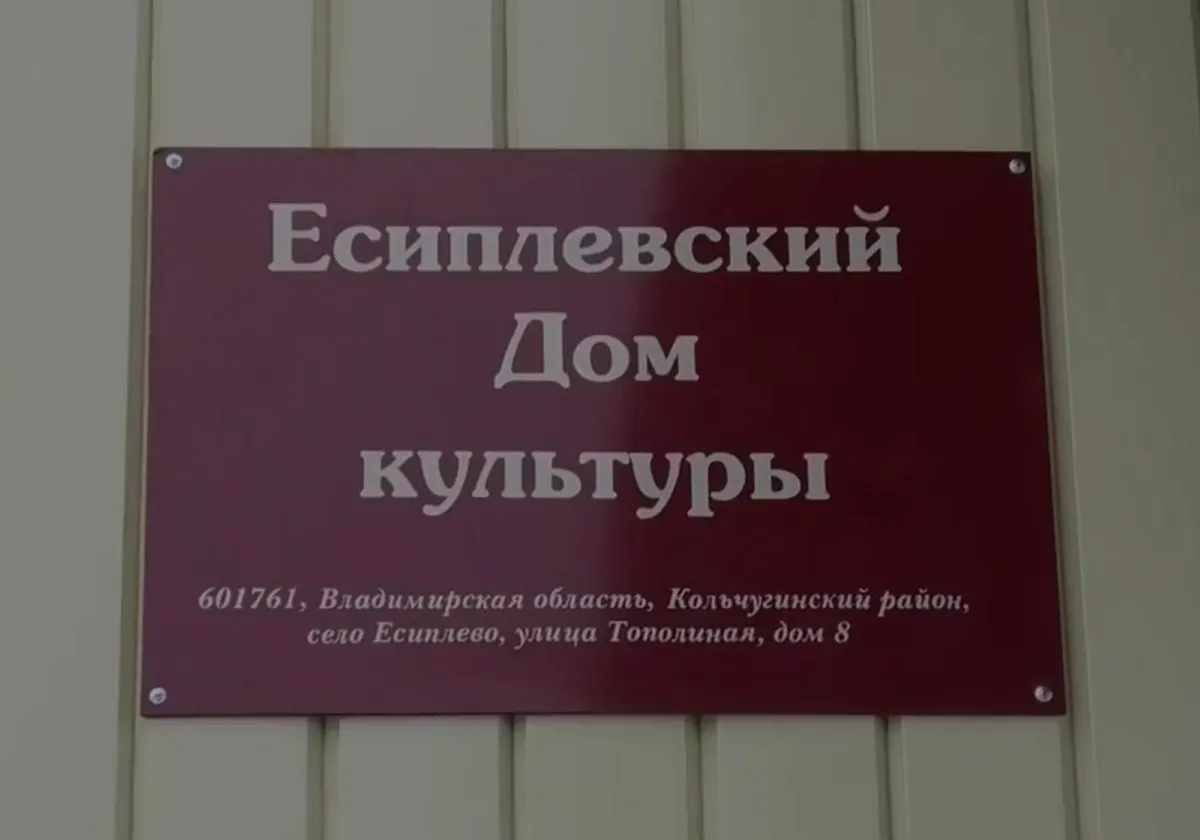 Есиплевский
Дом
культуры
601761, Владимирская область, Кольчугинский район,
село Есиплево, улица Тополиная, дом 8